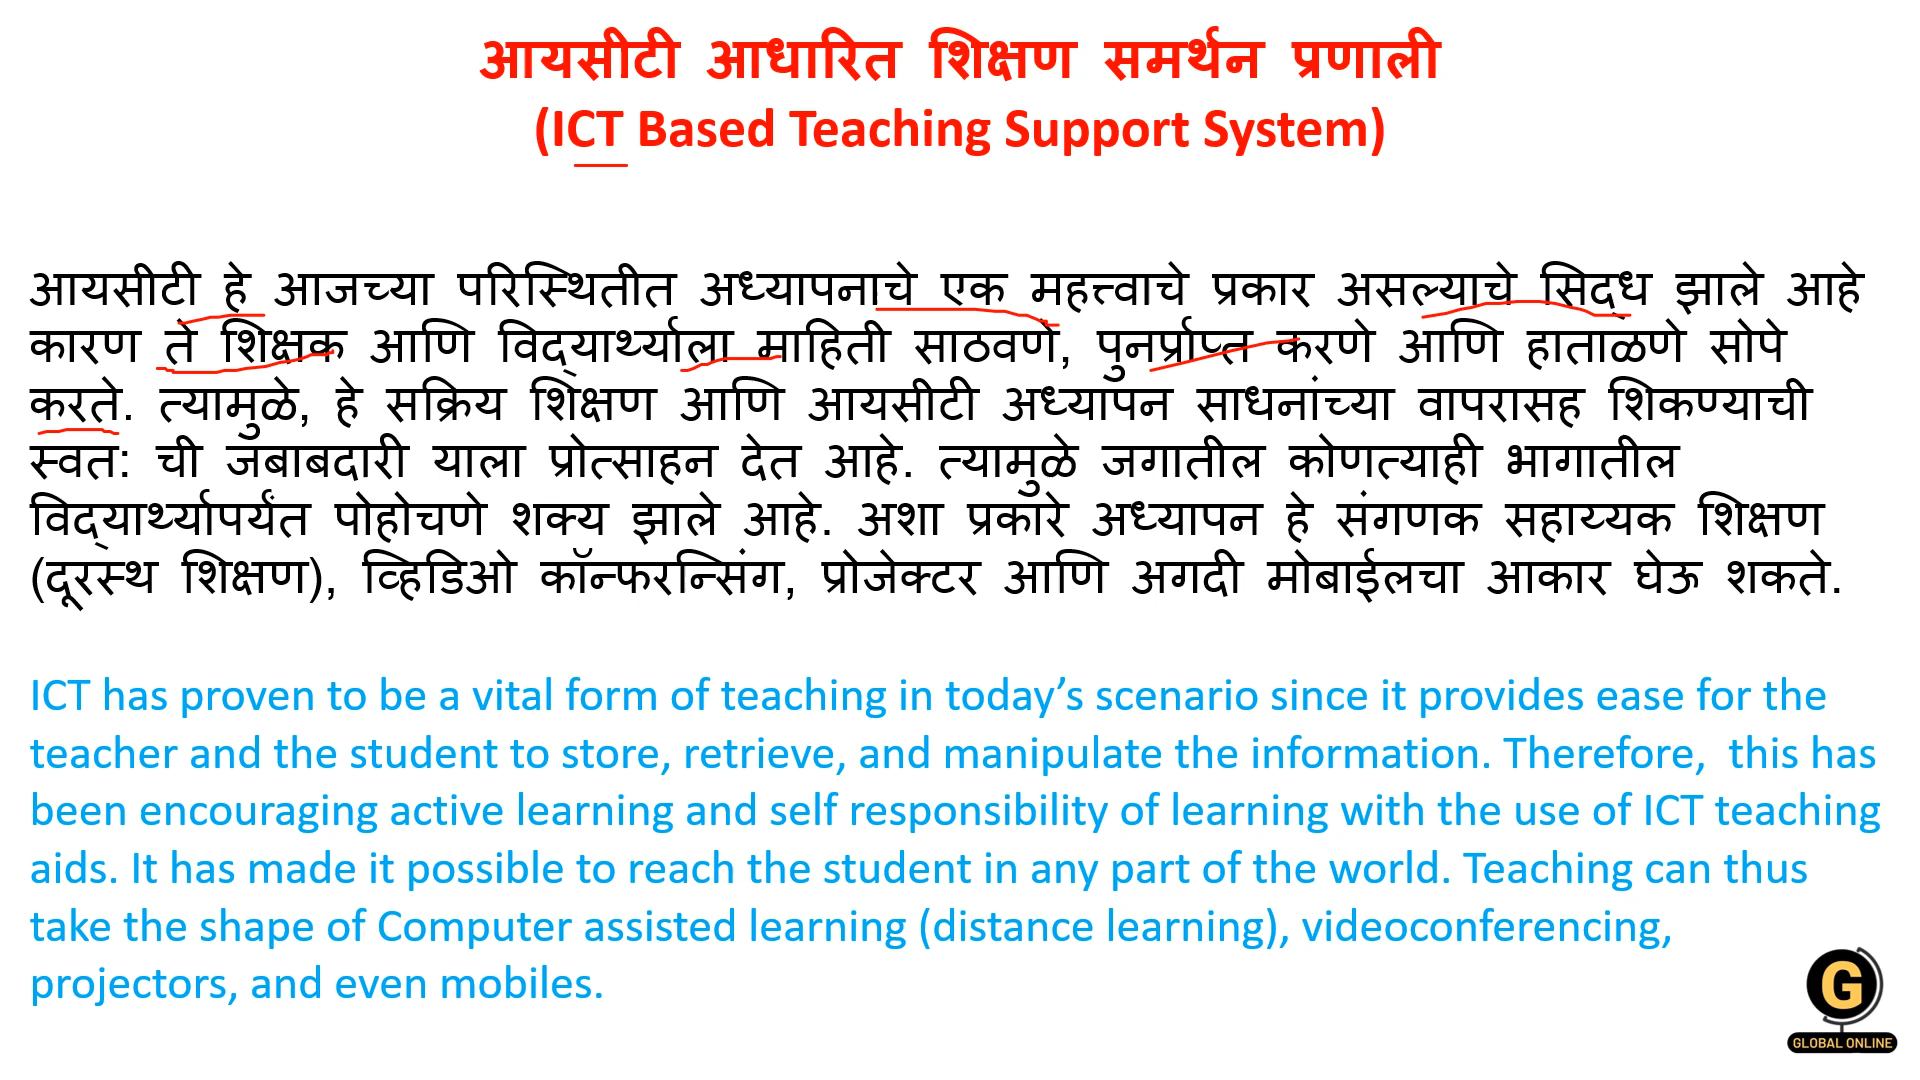 आयसीटी आधारित शिक्षण समर्थन प्रणाली
(ICT Based Teaching Support System)
आयसीटी हे आजच्या परिस्थितीत अध्यापनाचे एक महत्त्वाचे प्रकार असल्याचे सिद्ध झाले आहे
कारण ते शिक्षक आणि विद्यार्थ्याला माहिती साठवणे, पुनर्प्राप्त करणे आणि हाताळणे सोपे
करते. त्यामुळे, हे सक्रिय शिक्षण आणि आयसीटी अध्यापन साधनांच्या वापरासह शिकण्याची
स्वत: ची जबाबदारी याला प्रोत्साहन देत आहे. त्यामुळे जगातील कोणत्याही भागातील
विद्यार्थ्यापर्यंत पोहोचणे शक्य झाले आहे. अशा प्रकारे अध्यापन हे संगणक सहाय्यक शिक्षण
(दूरस्थ शिक्षण), व्हिडिओ कॉन्फरन्सिंग, प्रोजेक्टर आणि अगदी मोबाईलचा आकार घेऊ शकते.
ICT has proven to be a vital form of teaching in today’s scenario since it provides ease for the
teacher and the student to store, retrieve, and manipulate the information. Therefore,  this has
been encouraging active learning and self responsibility of learning with the use of ICT teaching
aids. It has made it possible to reach the student in any part of the world. Teaching can thus
take the shape of Computer assisted learning (distance learning), videoconferencing,
projectors, and even mobiles.
G
GLOBAL ONLINE